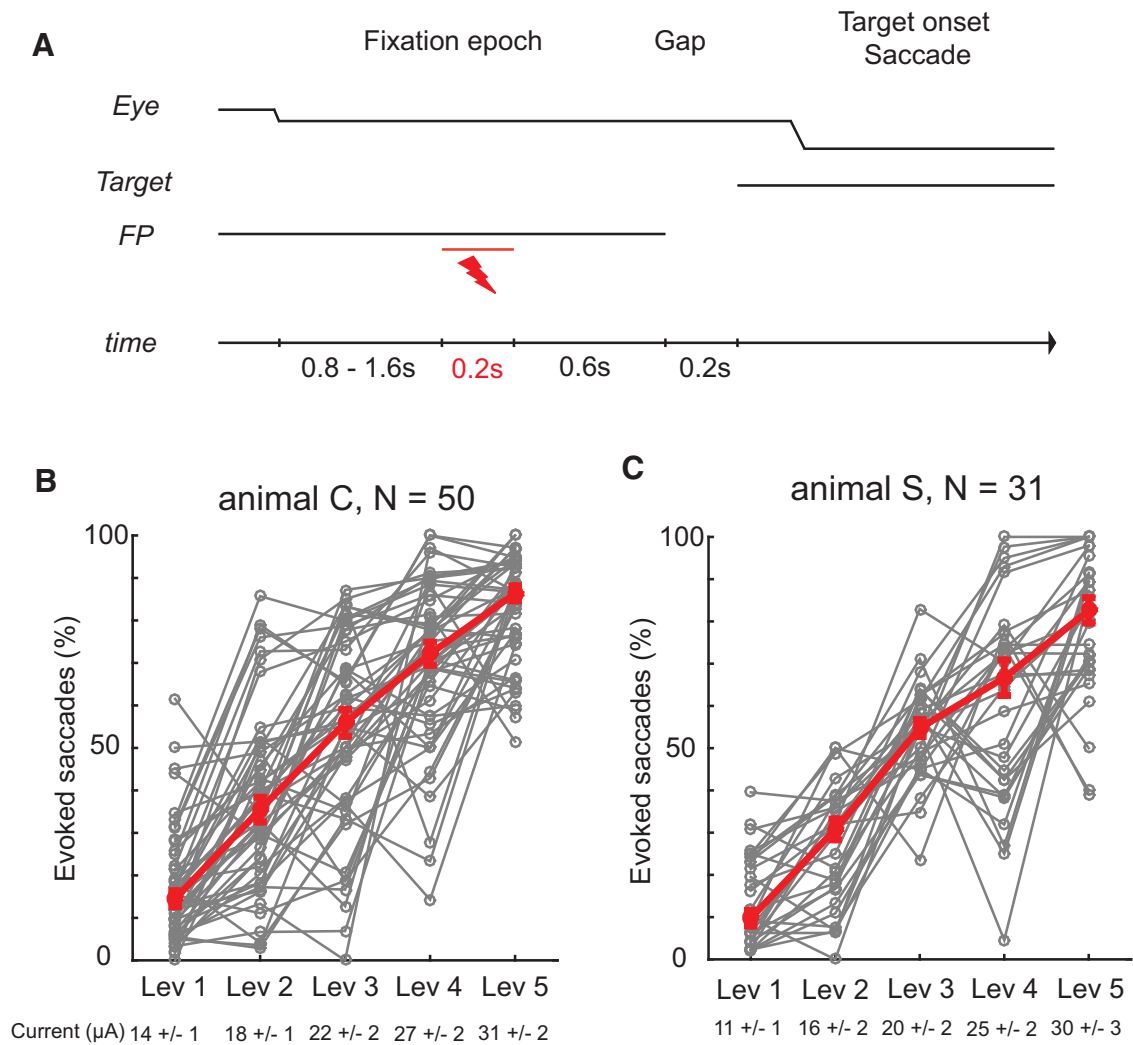 A
Fixation epoch
Gap
Target onset
Saccade
Eye
Target
FP
time
0.8 - 1.6s
0.2s
0.6s
0.2s
B
animal C, N = 50
Evoked saccades (%)
100
50
0
Lev 1 Lev 2 Lev 3 Lev 4 Lev 5
Current (μA) 14 +/- 1 18 +/- 1 22 +/- 2 27 +/- 2 31 +/- 2
C
animal S, N = 31
Evoked saccades (%)
100
50
0
Lev 1 Lev 2 Lev 3 Lev 4 Lev 5
11 +/- 1 16 +/- 2 20 +/- 2 25 +/- 2 30 +/- 3